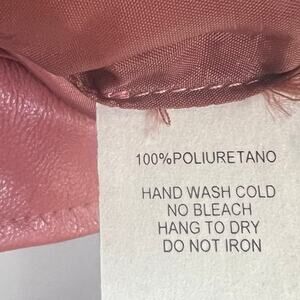 100%POLIURETANO
HAND WASH COLD
NO BLEACH
HANG TO DRY
DO NOT IRON